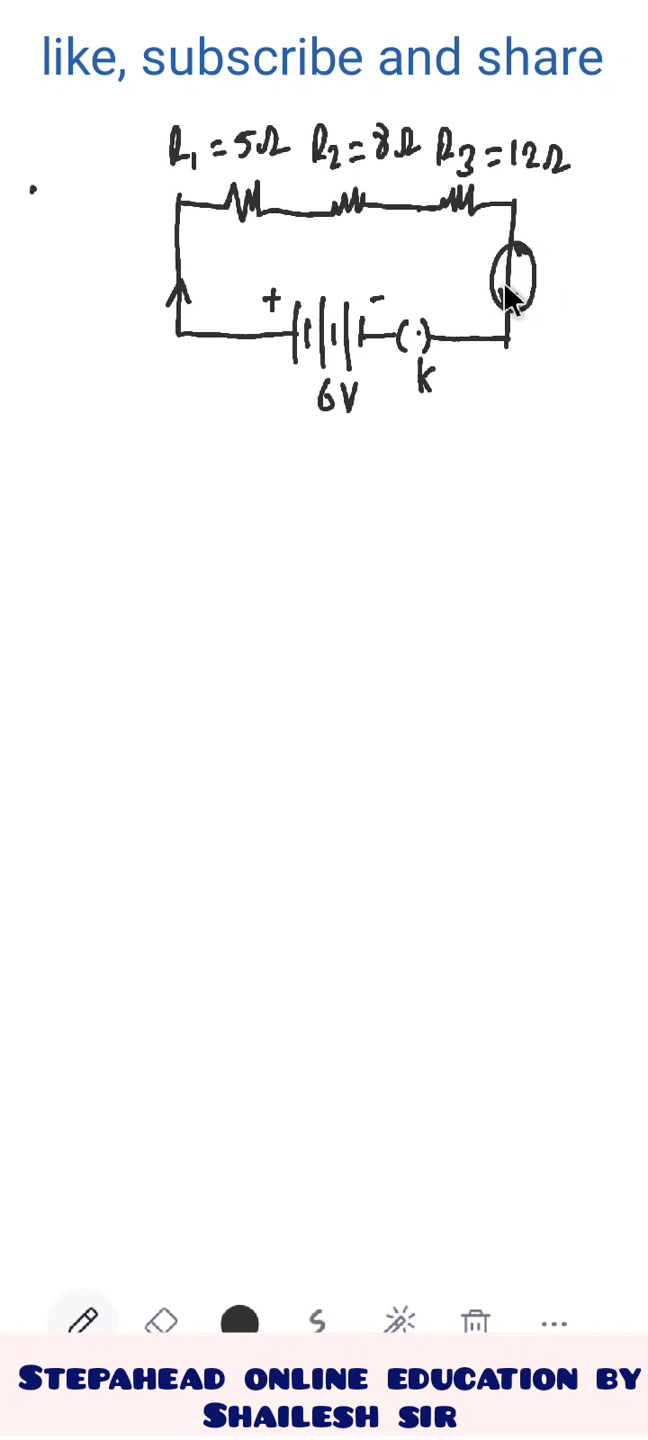 like, subscribe and share
R₁ = 5Ω R₂ = 8Ω R₃ = 12Ω
+ -
6V K
STEPAHEAD ONLINE EDUCATION BY
SHAILESH SIR